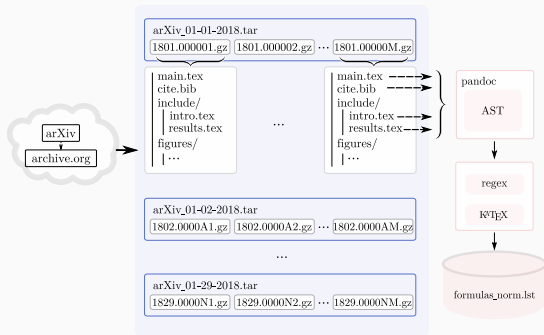 arXiv_01-01-2018.tar
1801.000001.gz 1801.000002.gz ... 1801.00000M.gz
main.tex
cite.bib
include/
intro.tex
results.tex
figures/
...
...
main.tex
cite.bib
include/
intro.tex
results.tex
figures/
...
arXiv
archive.org
arXiv_01-02-2018.tar
1802.0000A1.gz 1802.0000A2.gz ... 1802.0000AM.gz
...
arXiv_01-29-2018.tar
1829.0000N1.gz 1829.0000N2.gz ... 1829.0000NM.gz
pandoc
AST
regex
KATEX
formulas_norm.lst